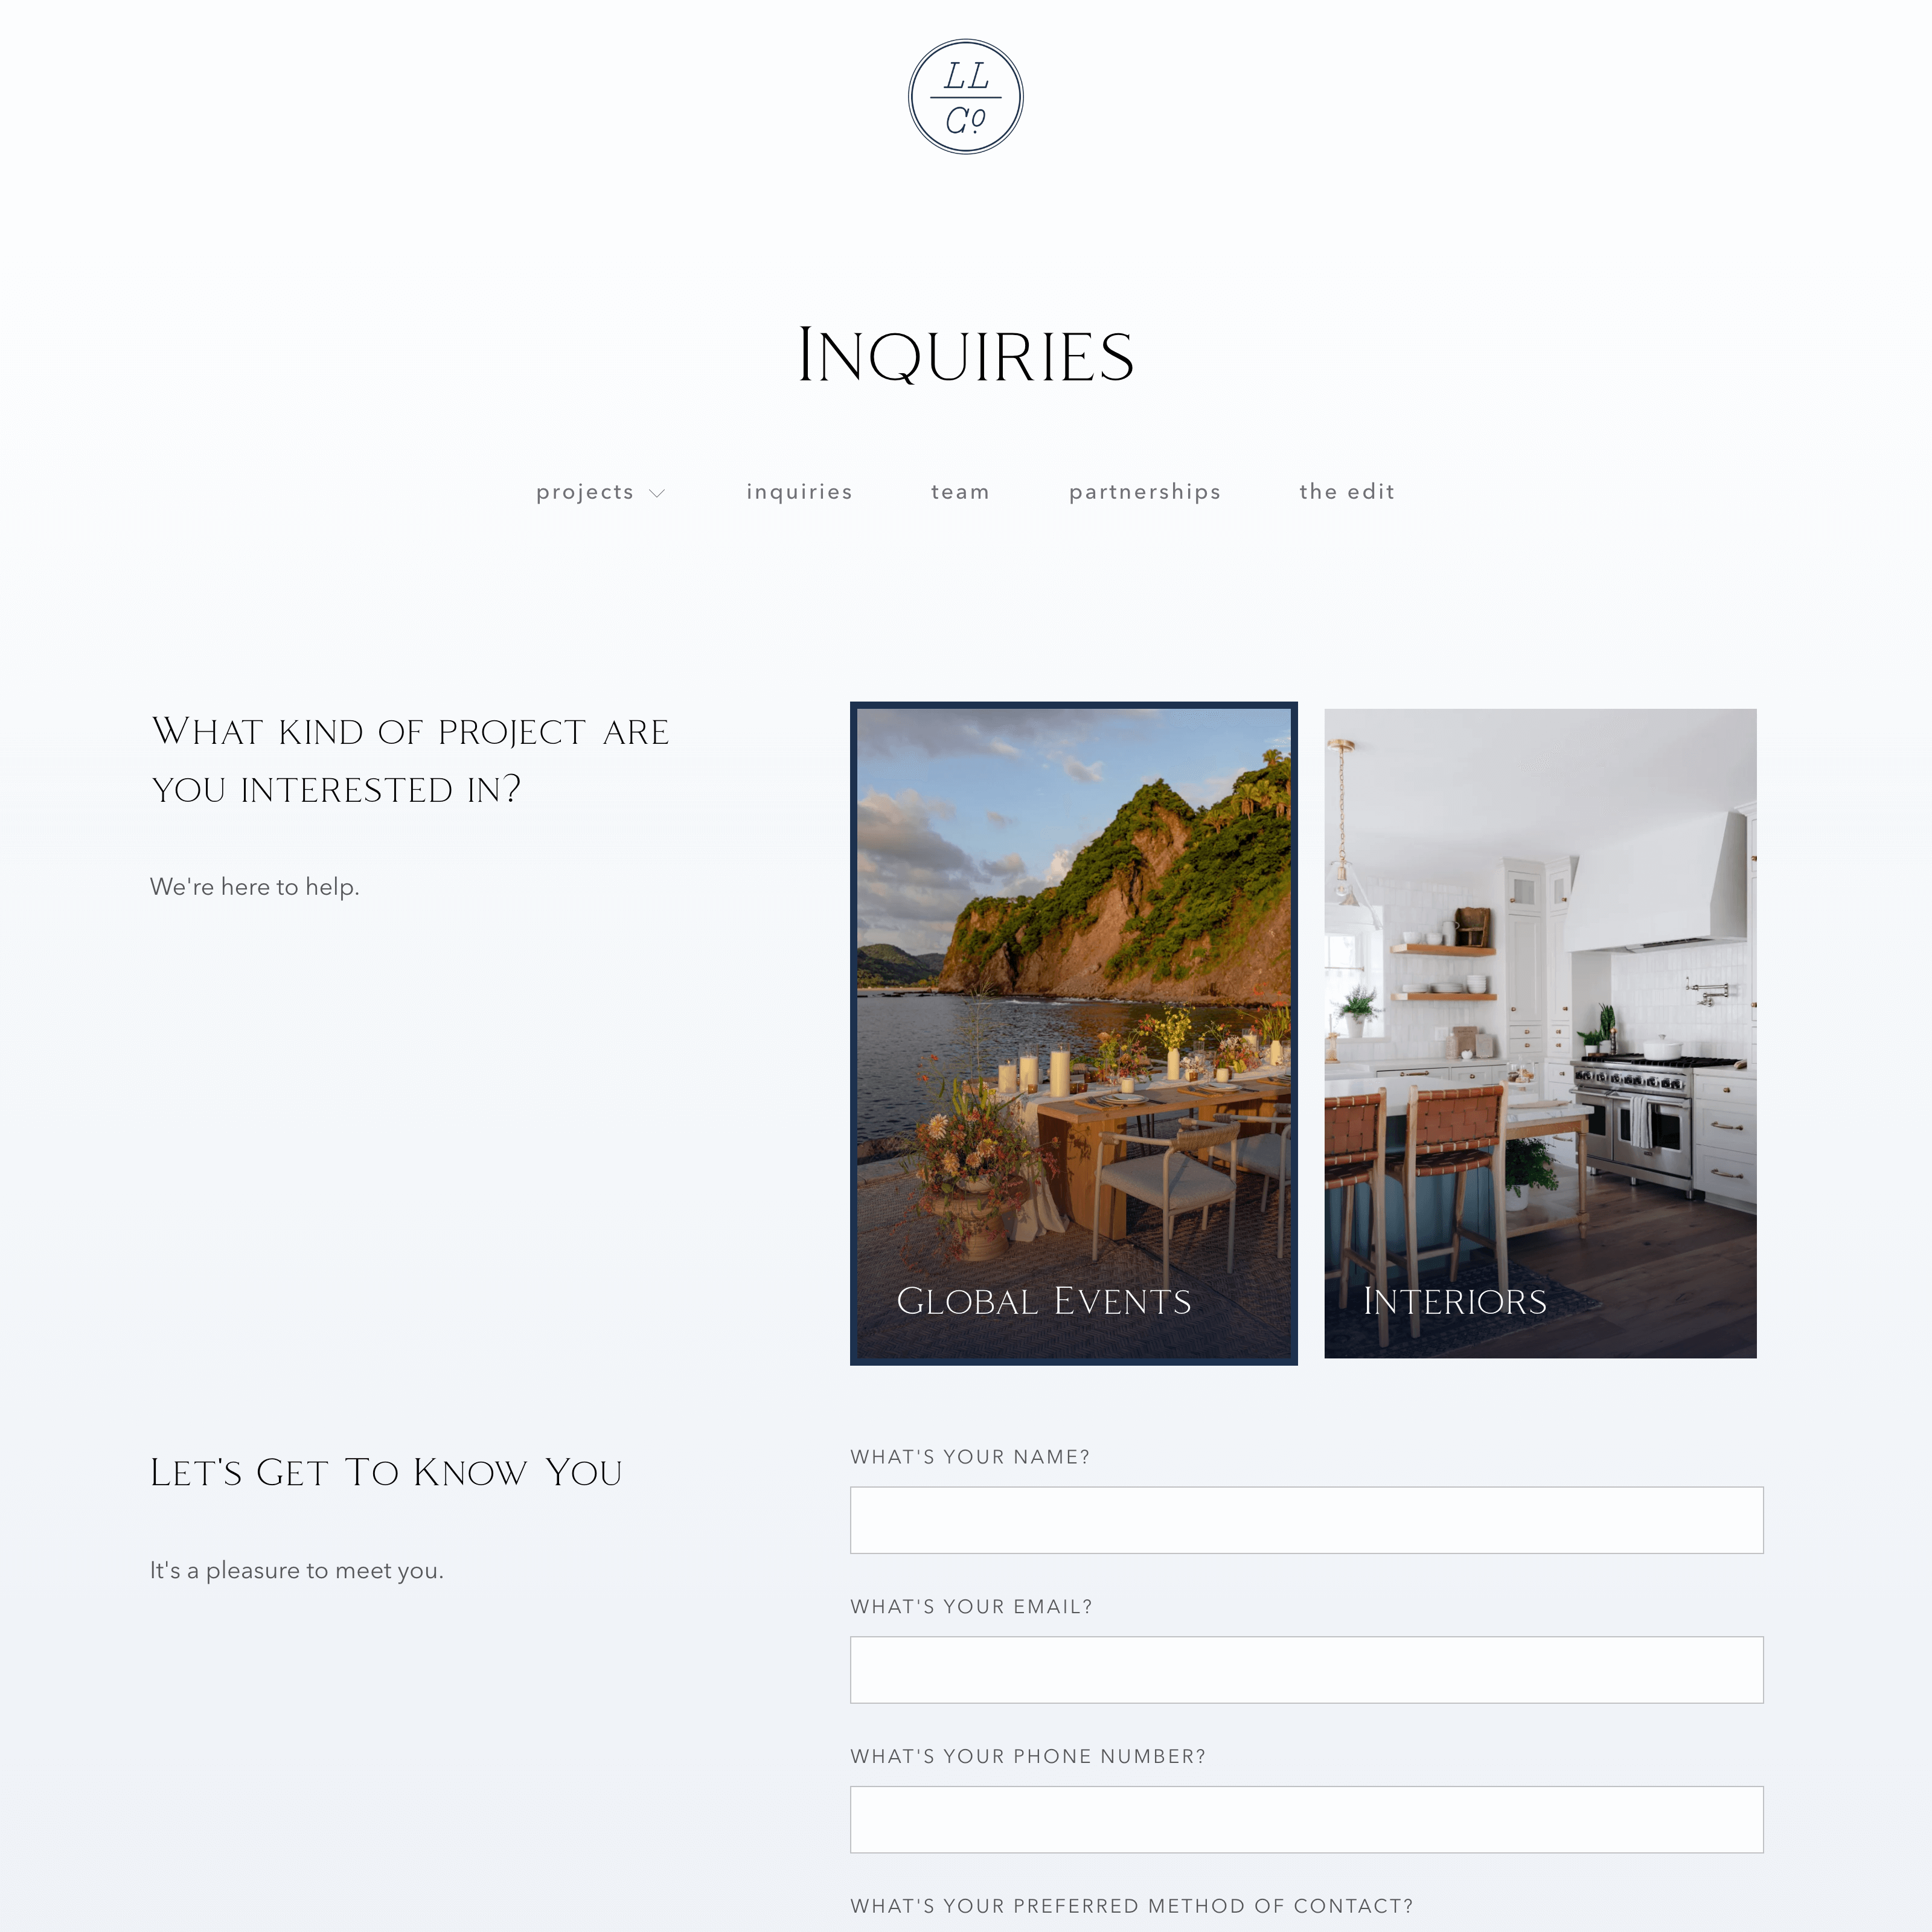 LL
Co.
Inquiries
projects inquiries team partnerships the edit
What kind of project are
you interested in?
We're here to help.
Global Events
Interiors
Let's Get To Know You
It's a pleasure to meet you.
WHAT'S YOUR NAME?
WHAT'S YOUR EMAIL?
WHAT'S YOUR PHONE NUMBER?
WHAT'S YOUR PREFERRED METHOD OF CONTACT?